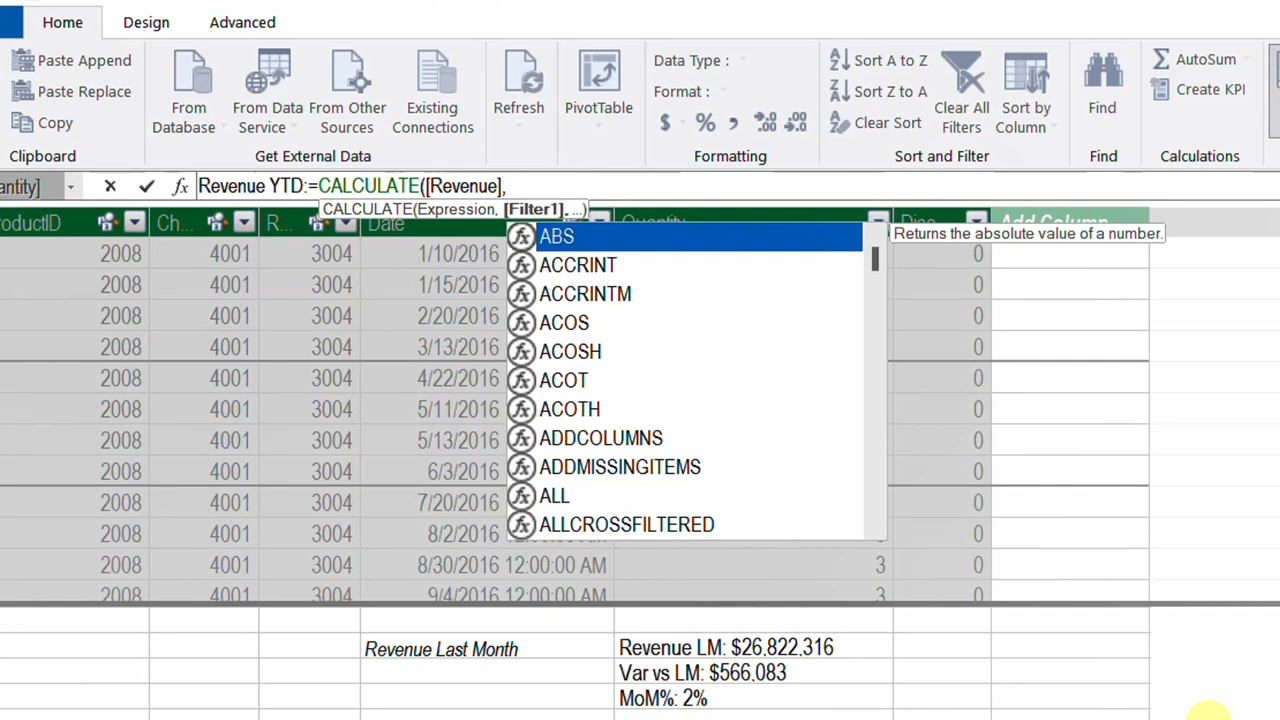 Home Design Advanced
Paste Append
Paste Replace
Copy
Clipboard
From Database
From Data Service
From Other Sources
Existing Connections
Get External Data
Refresh
PivotTable
Data Type :
Format :
$ % , .00 .00
Formatting
Sort A to Z
Sort Z to A
Clear Sort
Clear All Filters
Sort by Column
Sort and Filter
Find
Find
AutoSum
Create KPI
Calculations
antity] fx Revenue YTD:=CALCULATE([Revenue],
CALCULATE(Expression, [Filter1], ...)
roductID Ch... R... Date Quantity Disc... Add Column
Returns the absolute value of a number.
ABS
ACCRINT
ACCRINTM
ACOS
ACOSH
ACOT
ACOTH
ADDCOLUMNS
ADDMISSINGITEMS
ALL
ALLCROSSFILTERED
2008 4001 3004 1/10/2016 0
2008 4001 3004 1/15/2016 0
2008 4001 3004 2/20/2016 0
2008 4001 3004 3/13/2016 0
2008 4001 3004 4/22/2016 0
2008 4001 3004 5/11/2016 0
2008 4001 3004 5/13/2016 0
2008 4001 3004 6/3/2016 0
2008 4001 3004 7/20/2016 0
2008 4001 3004 8/2/2016 12:00:00 AM 0
2008 4001 3004 8/30/2016 12:00:00 AM 3 0
2008 4001 3004 9/4/2016 12:00:00 AM 3 0
Revenue Last Month Revenue LM: $26,822,316
Var vs LM: $566,083
MoM%: 2%